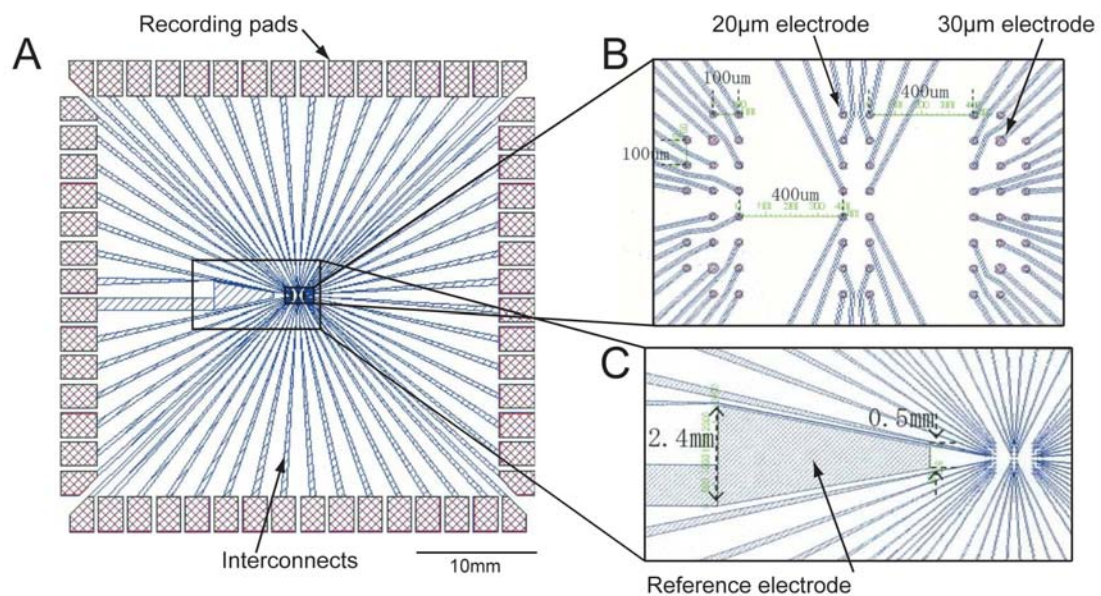 A
Recording pads
Interconnects
10mm
B
20µm electrode
30µm electrode
100um
400um
100um
400um
C
0.5mm
2.4mm
Reference electrode